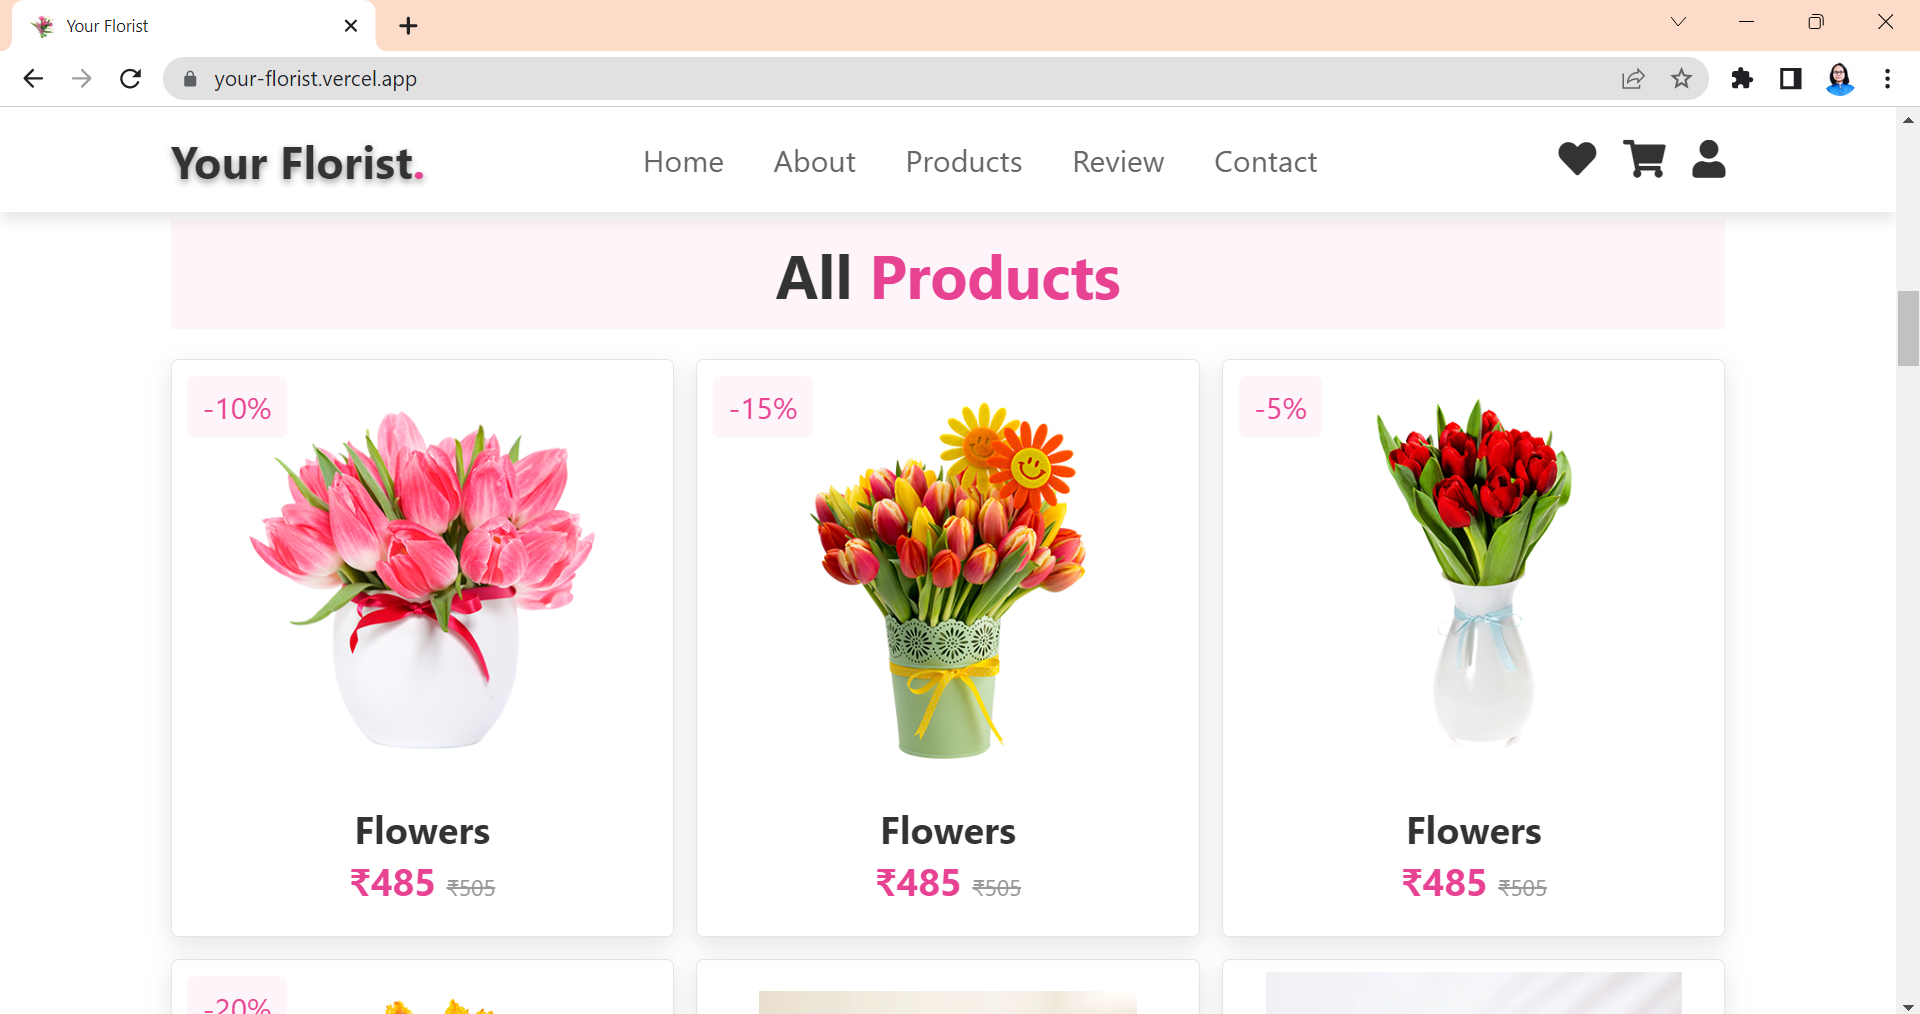 Your Florist
your-florist.vercel.app
Your Florist.
Home About Products Review Contact
All Products
-10%
-15%
-5%
Flowers
₹485 ₹505
Flowers
₹485 ₹505
Flowers
₹485 ₹505
-20%